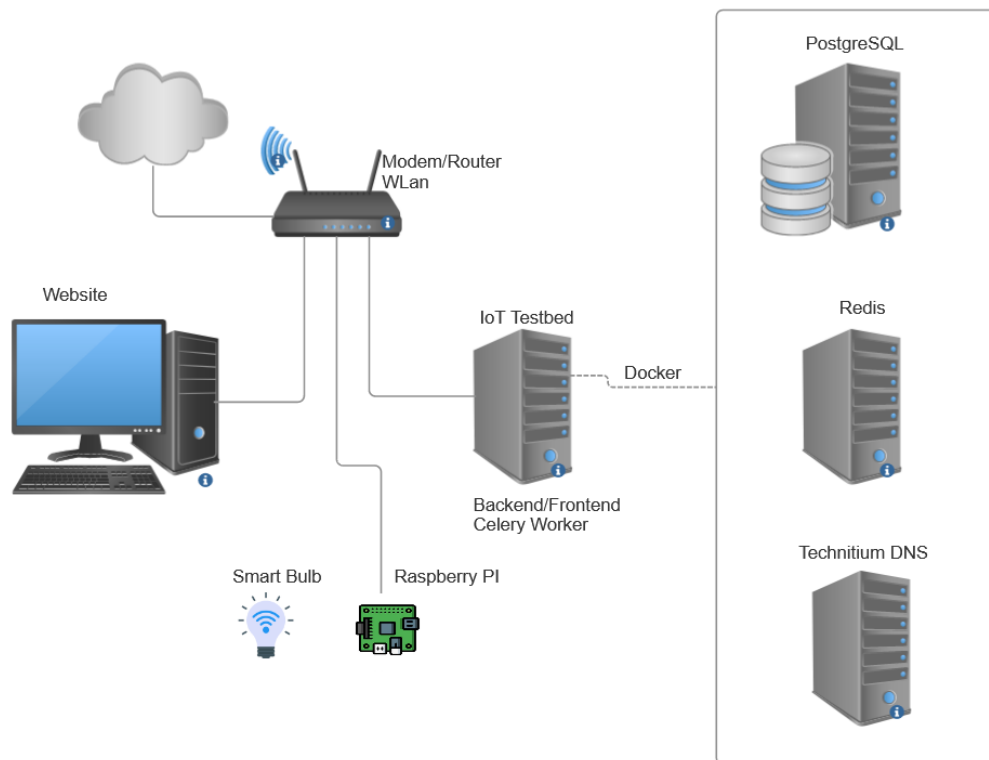 PostgreSQL
Modem/Router
WLan
Website
IoT Testbed
Redis
Docker
Backend/Frontend
Celery Worker
Technitium DNS
Smart Bulb
Raspberry PI